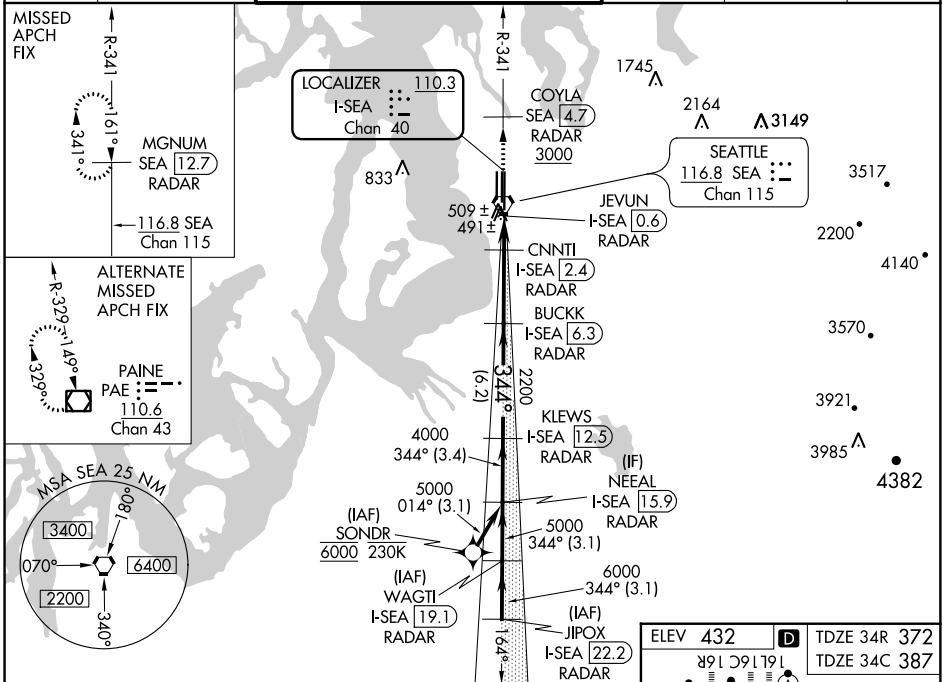 MISSED
APCH
FIX
R-341
161°
341°
MGNUM
SEA 12.7
RADAR
116.8 SEA
Chan 115
ALTERNATE
MISSED
APCH FIX
R-329
149°
329°
PAINE
PAE
110.6
Chan 43
MSA SEA 25 NM
180°
3400
070°
6400
2200
340°
LOCALIZER 110.3
I-SEA
Chan 40
R-341
COYLA
SEA 4.7
RADAR
3000
1745
2164
3149
833
SEATTLE
116.8 SEA
Chan 115
3517
509 ±
491 ±
JEVUN
I-SEA 0.6
RADAR
2200
4140
CNNTI
I-SEA 2.4
RADAR
BUCKK
I-SEA 6.3
RADAR
3570
344°
2200
(6.2)
3921
3985
4382
KLEWS
I-SEA 12.5
RADAR
4000
344° (3.4)
(IF)
NEEAL
I-SEA 15.9
RADAR
5000
014° (3.1)
(IAF)
SONDR
6000 230K
5000
344° (3.1)
(IAF)
WAGTI
I-SEA 19.1
RADAR
6000
344° (3.1)
(IAF)
JIPOX
I-SEA 22.2
RADAR
164°
ELEV 432 D TDZE 34R 372
TDZE 34C 387
16R 16C 16L